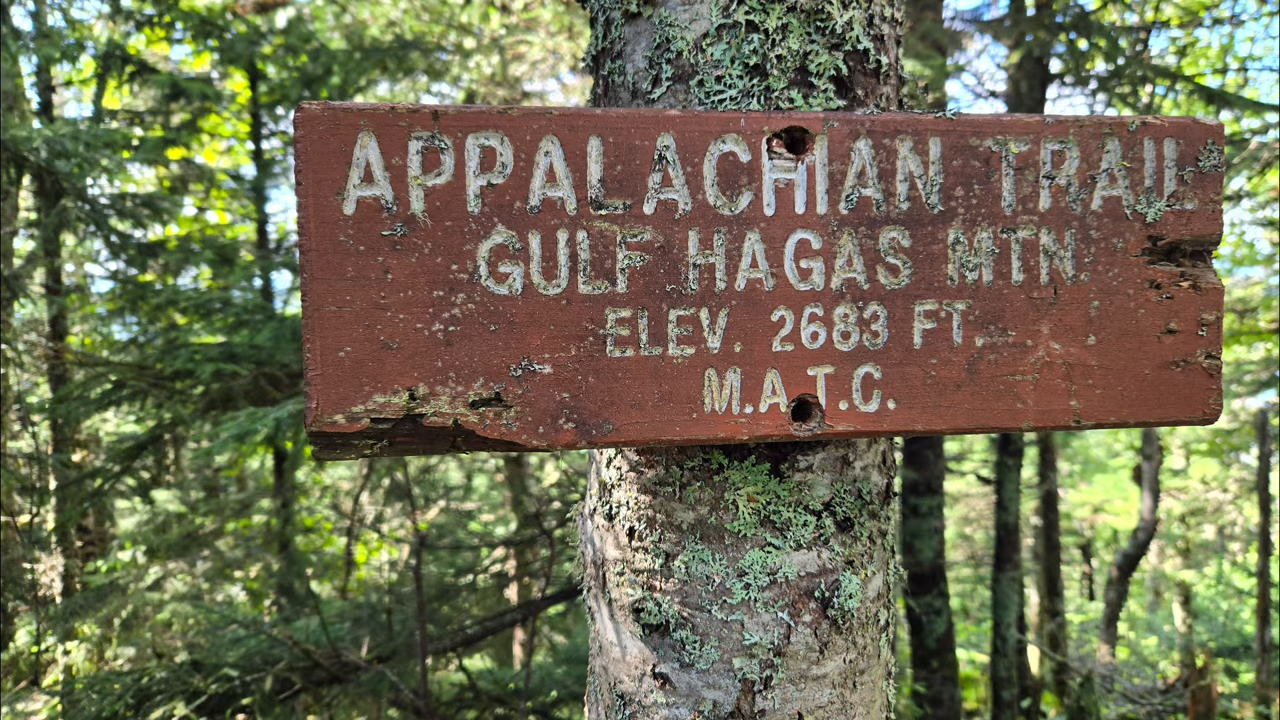 APPALACHIAN TRAIL
GULF HAGAS MTN.
ELEV. 2683 FT.
M.A.T.C.